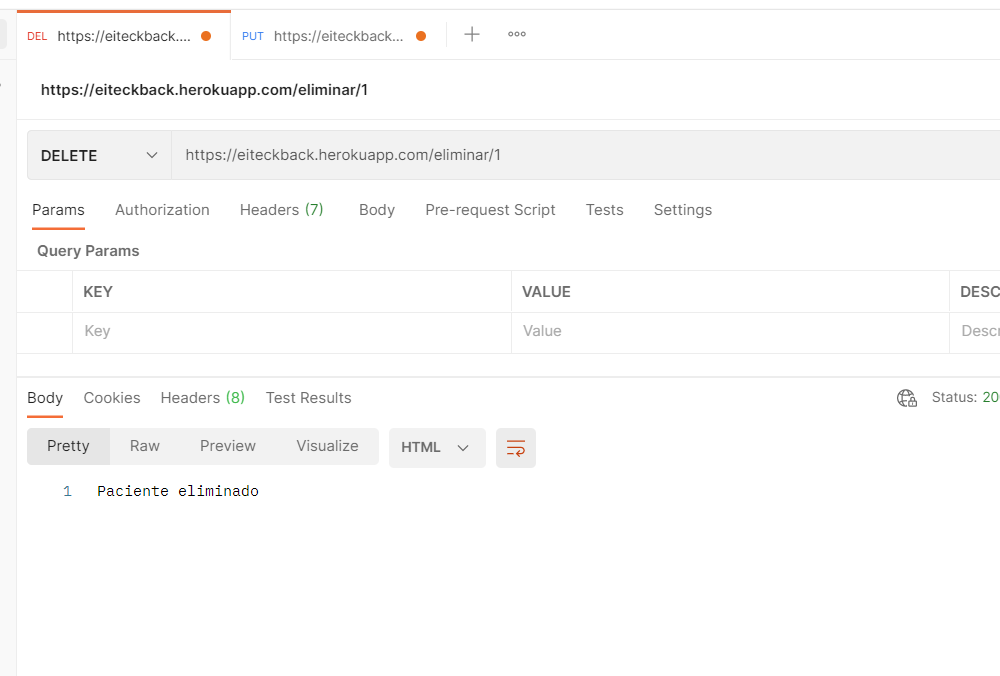 DEL https://eiteckback.... PUT https://eiteckback...
https://eiteckback.herokuapp.com/eliminar/1
DELETE https://eiteckback.herokuapp.com/eliminar/1
Params Authorization Headers (7) Body Pre-request Script Tests Settings
Query Params
KEY VALUE DESC
Key Value Descr
Body Cookies Headers (8) Test Results Status: 20
Pretty Raw Preview Visualize HTML
1 Paciente eliminado